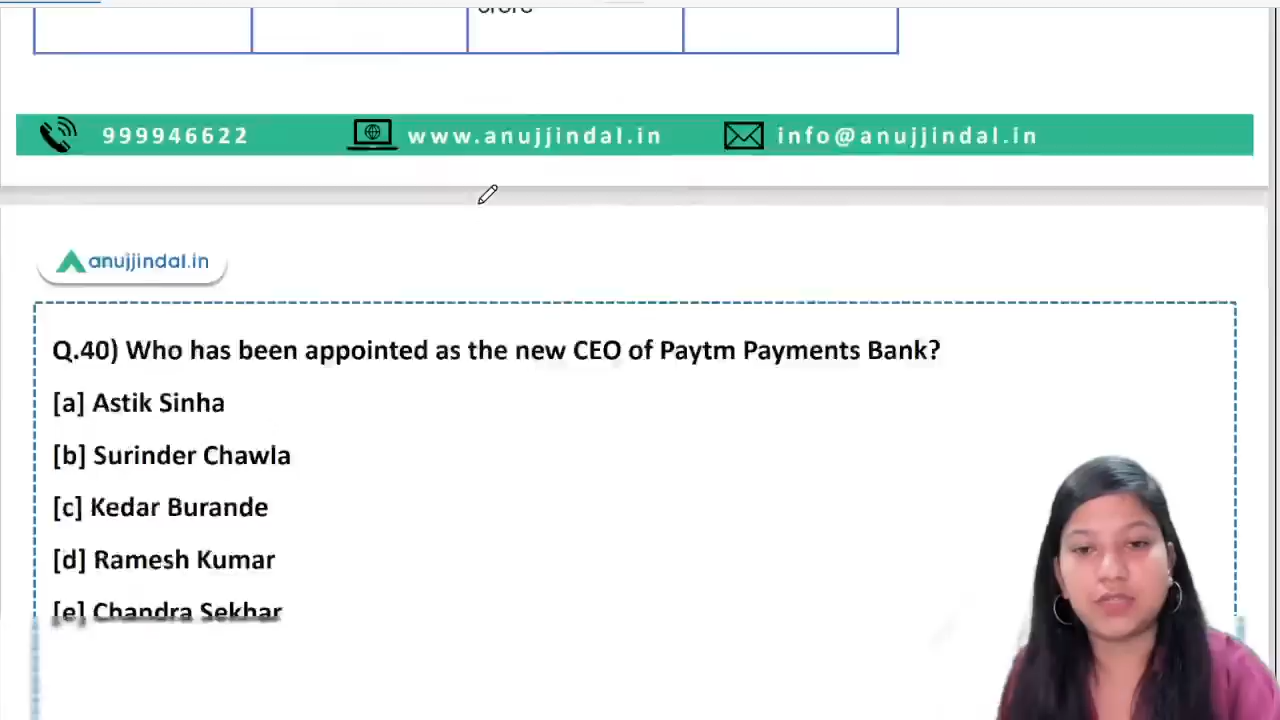 crore
999946622
www.anujjindal.in
info@anujjindal.in
anujjindal.in
Q.40) Who has been appointed as the new CEO of Paytm Payments Bank?
[a] Astik Sinha
[b] Surinder Chawla
[c] Kedar Burande
[d] Ramesh Kumar
[e] Chandra Sekhar